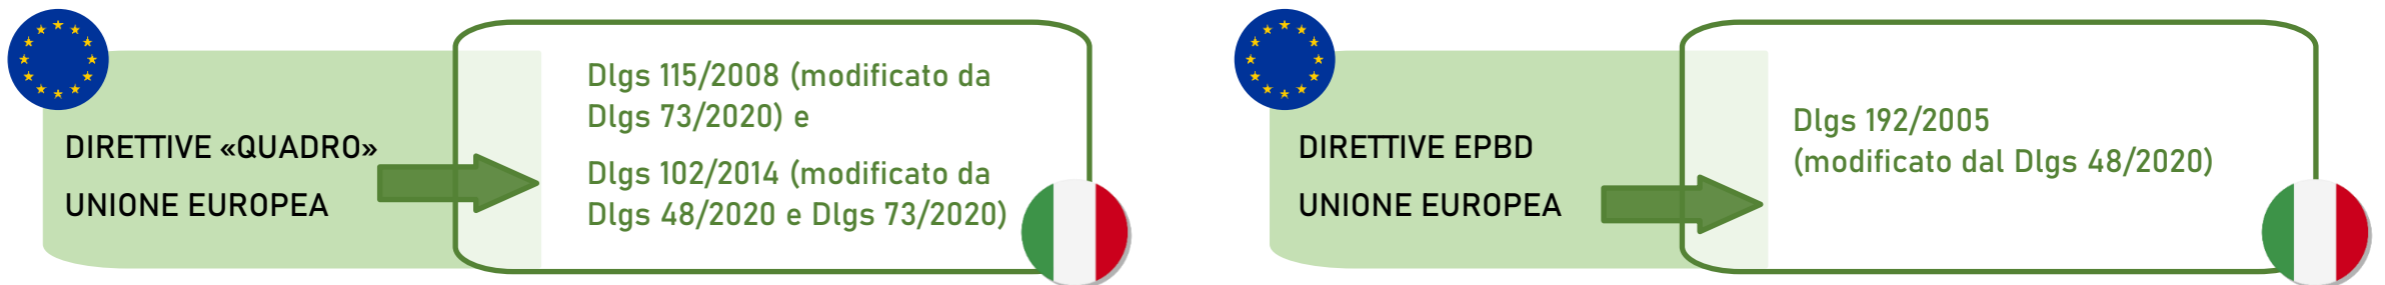 DIRETTIVE «QUADRO»
UNIONE EUROPEA
Dlgs 115/2008 (modificato da
Dlgs 73/2020) e
Dlgs 102/2014 (modificato da
Dlgs 48/2020 e Dlgs 73/2020)
DIRETTIVE EPBD
UNIONE EUROPEA
Dlgs 192/2005
(modificato dal Dlgs 48/2020)